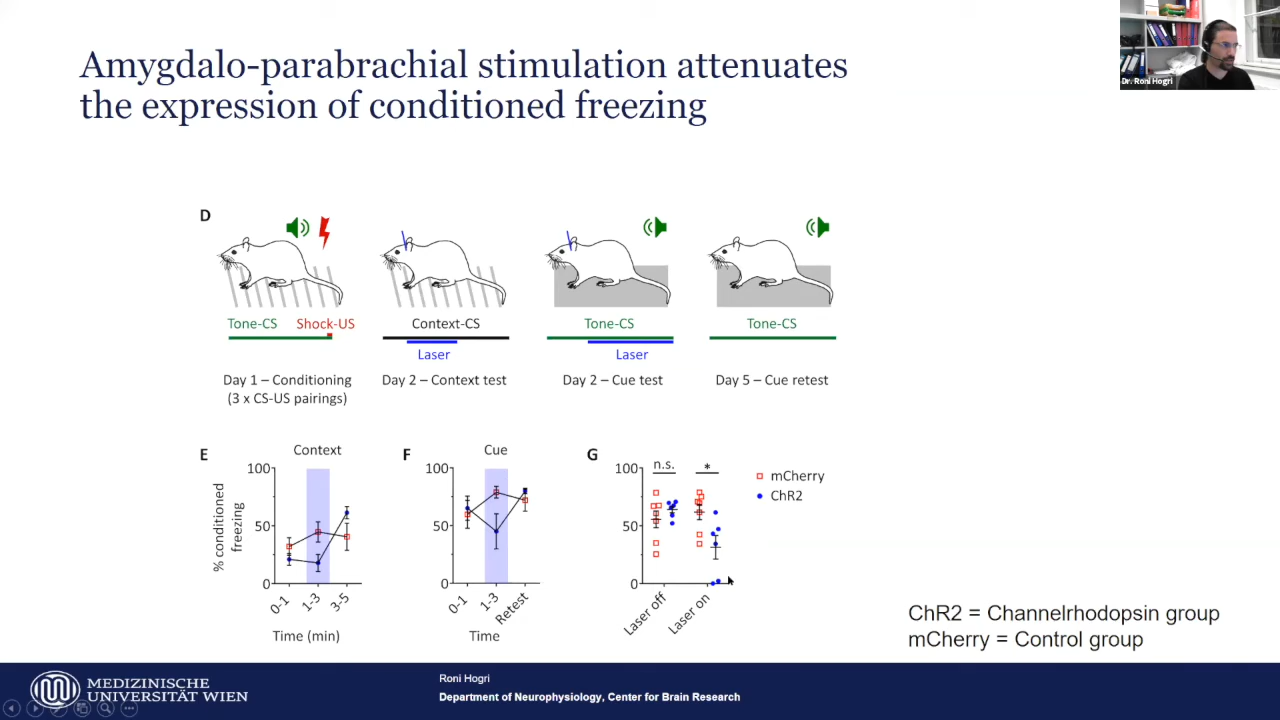 Amygdalo-parabrachial stimulation attenuates
the expression of conditioned freezing
Dr. Roni Hogri
D
Tone-CS Shock-US
Context-CS
Tone-CS
Tone-CS
Laser
Laser
Day 1 – Conditioning
(3 x CS-US pairings)
Day 2 – Context test
Day 2 – Cue test
Day 5 – Cue retest
E
Context
% conditioned
freezing
100
50
0
0-1
1-3
3-5
Time (min)
F
Cue
100
50
0
0-1
1-3
Retest
Time
G
n.s.
*
100
50
0
Laser off
Laser on
mCherry
ChR2
ChR2 = Channelrhodopsin group
mCherry = Control group
MEDIZINISCHE
UNIVERSITÄT WIEN
Roni Hogri
Department of Neurophysiology, Center for Brain Research